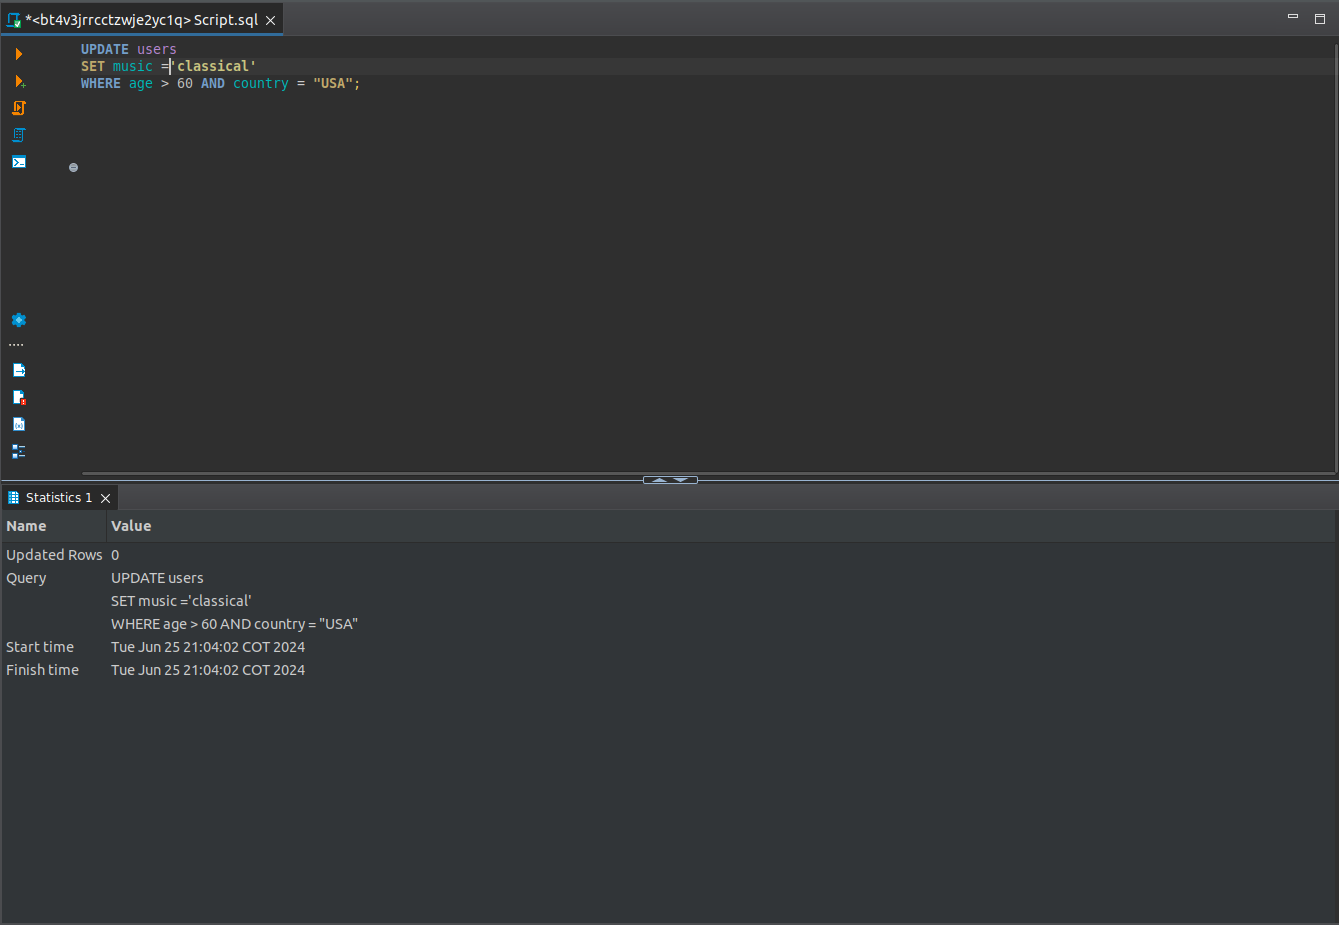 *<bt4v3jrrcctzwje2yc1q> Script.sql
UPDATE users
SET music ='classical'
WHERE age > 60 AND country = "USA";
Statistics 1
Name Value
Updated Rows 0
Query UPDATE users
SET music ='classical'
WHERE age > 60 AND country = "USA"
Start time Tue Jun 25 21:04:02 COT 2024
Finish time Tue Jun 25 21:04:02 COT 2024